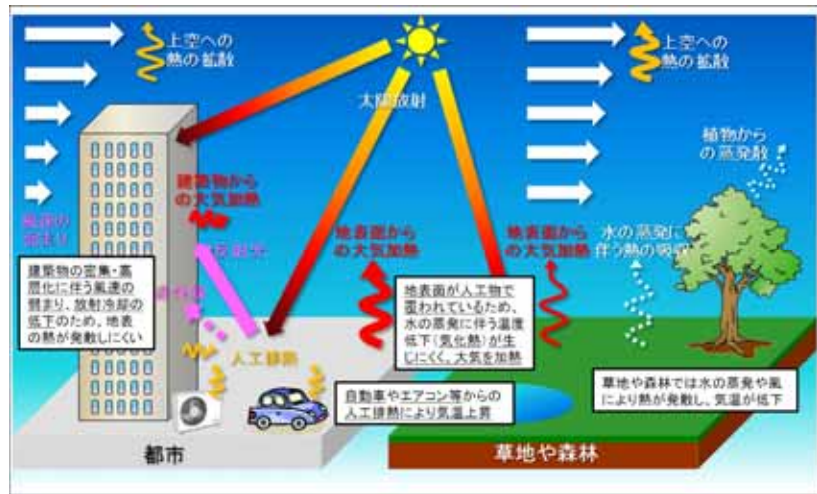 上空への
熱の拡散
太陽放射
上空への
熱の拡散
植物から
の蒸発散
建築物から
の大気加熱
地表面から
の大気加熱
地表面から
の大気加熱
水の蒸発に
伴う熱の吸収
建築物の密集・高
層化に伴う風速の
弱まり、放射冷却の
低下のため、地表
の熱が発散しにくい
地表面が人工物で
覆われているため、
水の蒸発に伴う温度
低下(気化熱)が生
じにくく、大気を加熱
人工排熱
自動車やエアコン等からの
人工排熱により気温上昇
草地や森林では水の蒸発や風
により熱が発散し、気温が低下
都市
草地や森林